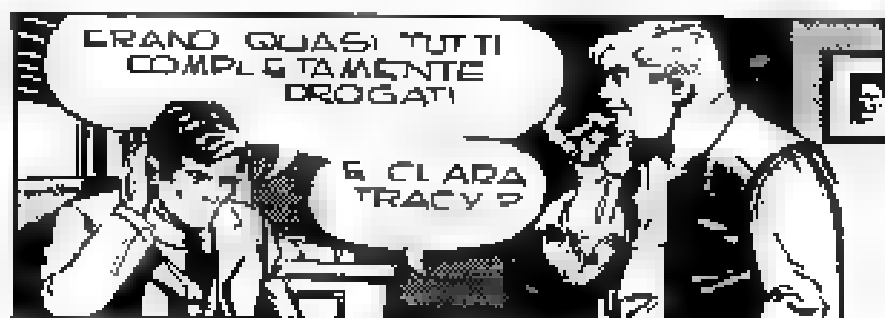 ERANO QUASI TUTTI
COMPLETAMENTE
DROGATI
E CLARA
TRACY?